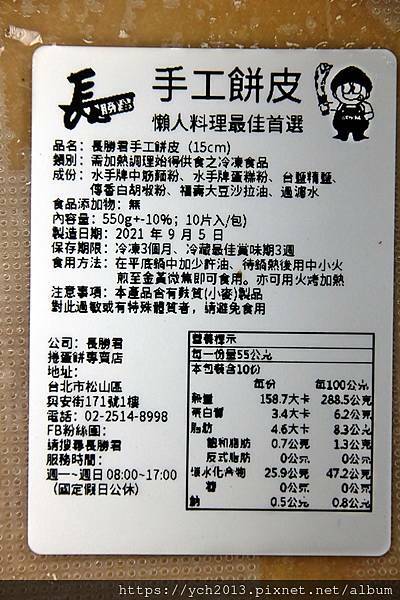 長勝君
手工餅皮
懶人料理最佳首選
品名：長勝君手工餅皮（15cm）
類別：需加熱調理始得供食之冷凍食品
成份：水手牌中筋麵粉、水手牌蛋糕粉、台鹽精鹽、
傳香白胡椒粉、福壽大豆沙拉油、過濾水
食品添加物：無
內容量：550g+-10%；10片入/包)
製造日期：2021 年 9 月 5 日
保存期限：冷凍3個月、冷藏最佳賞味期3週
食用方法：在平底鍋中加少許油、待鍋熱後用中小火
煎至金黃微焦即可食用。亦可用火烤加熱
注意事項：本產品含有麩質(小麥)製品
對此過敏或有特殊體質者，請避免食用
公司：長勝君
捲蛋餅專賣店
地址：
台北市松山區
興安街171號1樓
電話：02-2514-8998
FB粉絲團：
請搜尋長勝君
服務時間：
週一~週日 08:00~17:00
（國定假日公休）
營養標示
每一份量55公克
本包裝含10份
每份 每100公克
熱量 158.7大卡 288.5公克
蛋白質 3.4大卡 6.2公克
脂肪 4.6大卡 8.3公克
飽和脂肪 0.7公克 1.3公克
反式脂肪 0公克 0公克
碳水化合物 25.9公克 47.2公克
糖 0公克 0公克
鈉 0.5公克 0.8公克
https://ych2013.pixnet.net/album